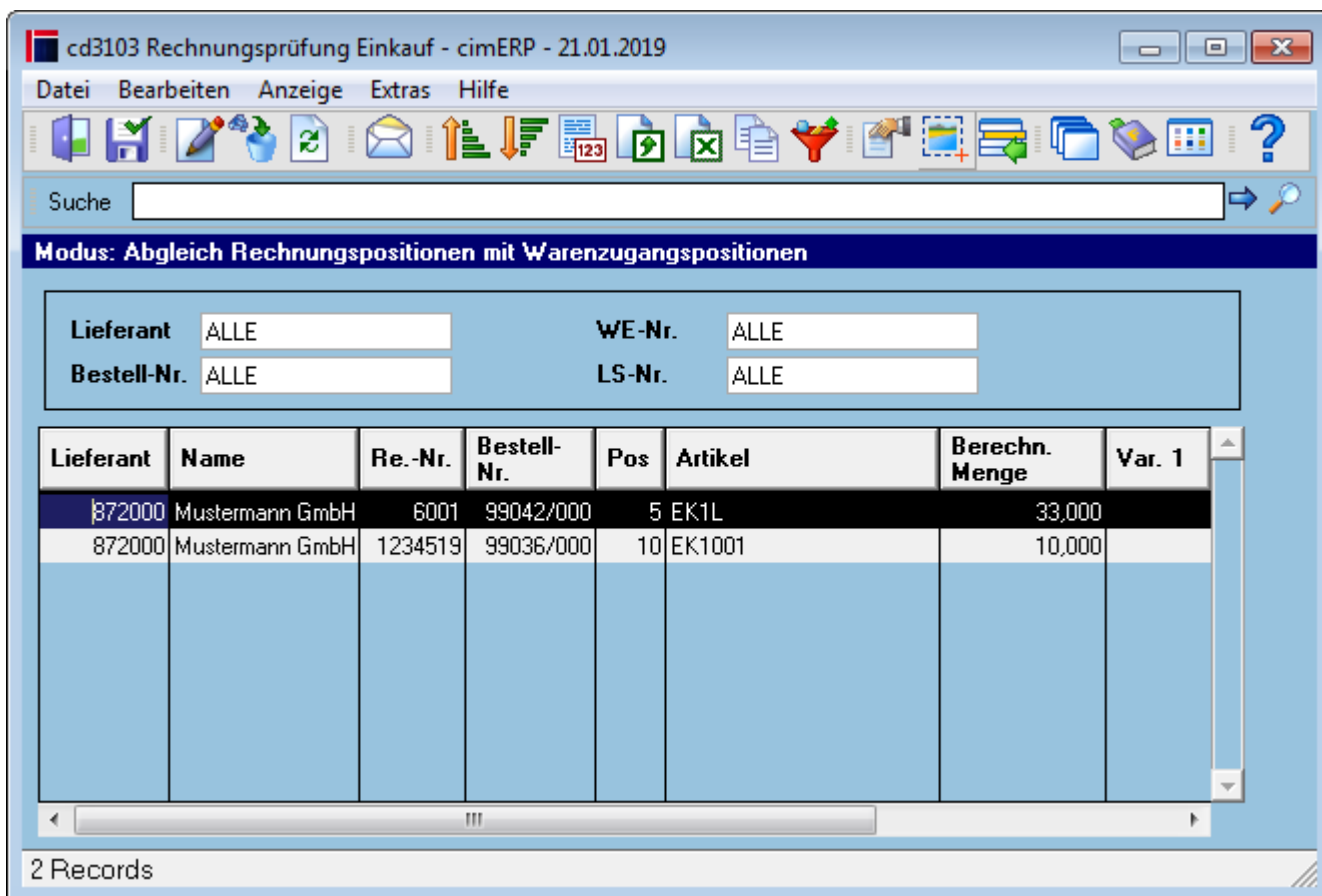 cd3103 Rechnungsprüfung Einkauf - cimERP - 21.01.2019
Datei Bearbeiten Anzeige Extras Hilfe
123
Suche
Modus: Abgleich Rechnungspositionen mit Warenzugangspositionen
Lieferant ALLE WE-Nr. ALLE
Bestell-Nr. ALLE LS-Nr. ALLE
Lieferant Name Re.-Nr. Bestell-Nr. Pos Artikel Berechn. Menge Var. 1
872000 Mustermann GmbH 6001 99042/000 5 EK1L 33,000
872000 Mustermann GmbH 1234519 99036/000 10 EK1001 10,000
2 Records